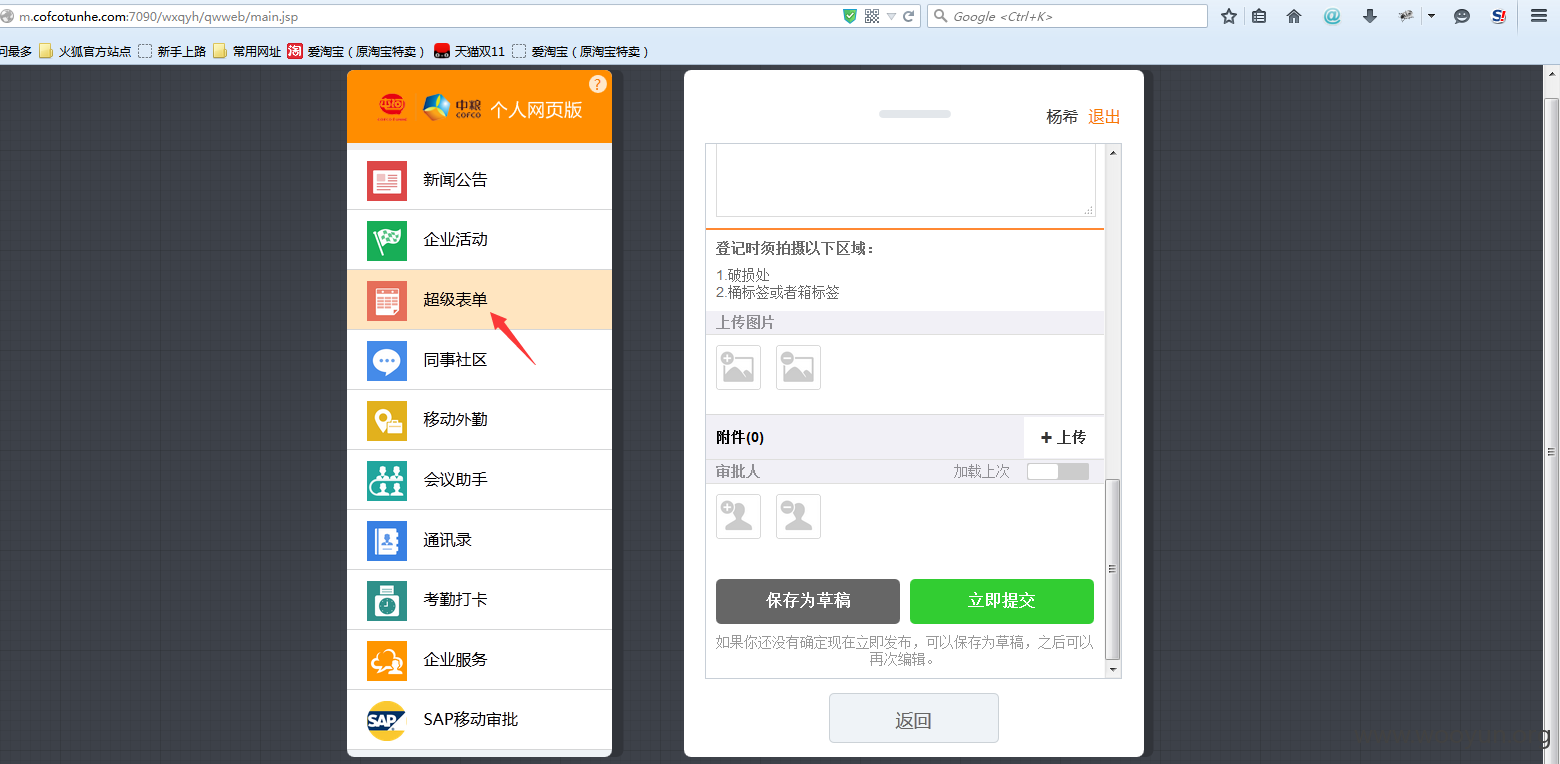 m.cofcotunhe.com:7090/wxqyh/qwweb/main.jsp
Google <Ctrl+K>
问最多 火狐官方站点 新手上路 常用网址 淘 爱淘宝（原淘宝特卖） 天猫双11 爱淘宝（原淘宝特卖）
?
中粮
COFCO
个人网页版
新闻公告
企业活动
超级表单
同事社区
移动外勤
会议助手
通讯录
考勤打卡
企业服务
SAP
SAP移动审批
杨希 退出
登记时须拍摄以下区域：
1.破损处
2.桶标签或者箱标签
上传图片
附件(0)
+ 上传
审批人
加载上次
保存为草稿
立即提交
如果你还没有确定现在立即发布，可以保存为草稿，之后可以
再次编辑。
返回